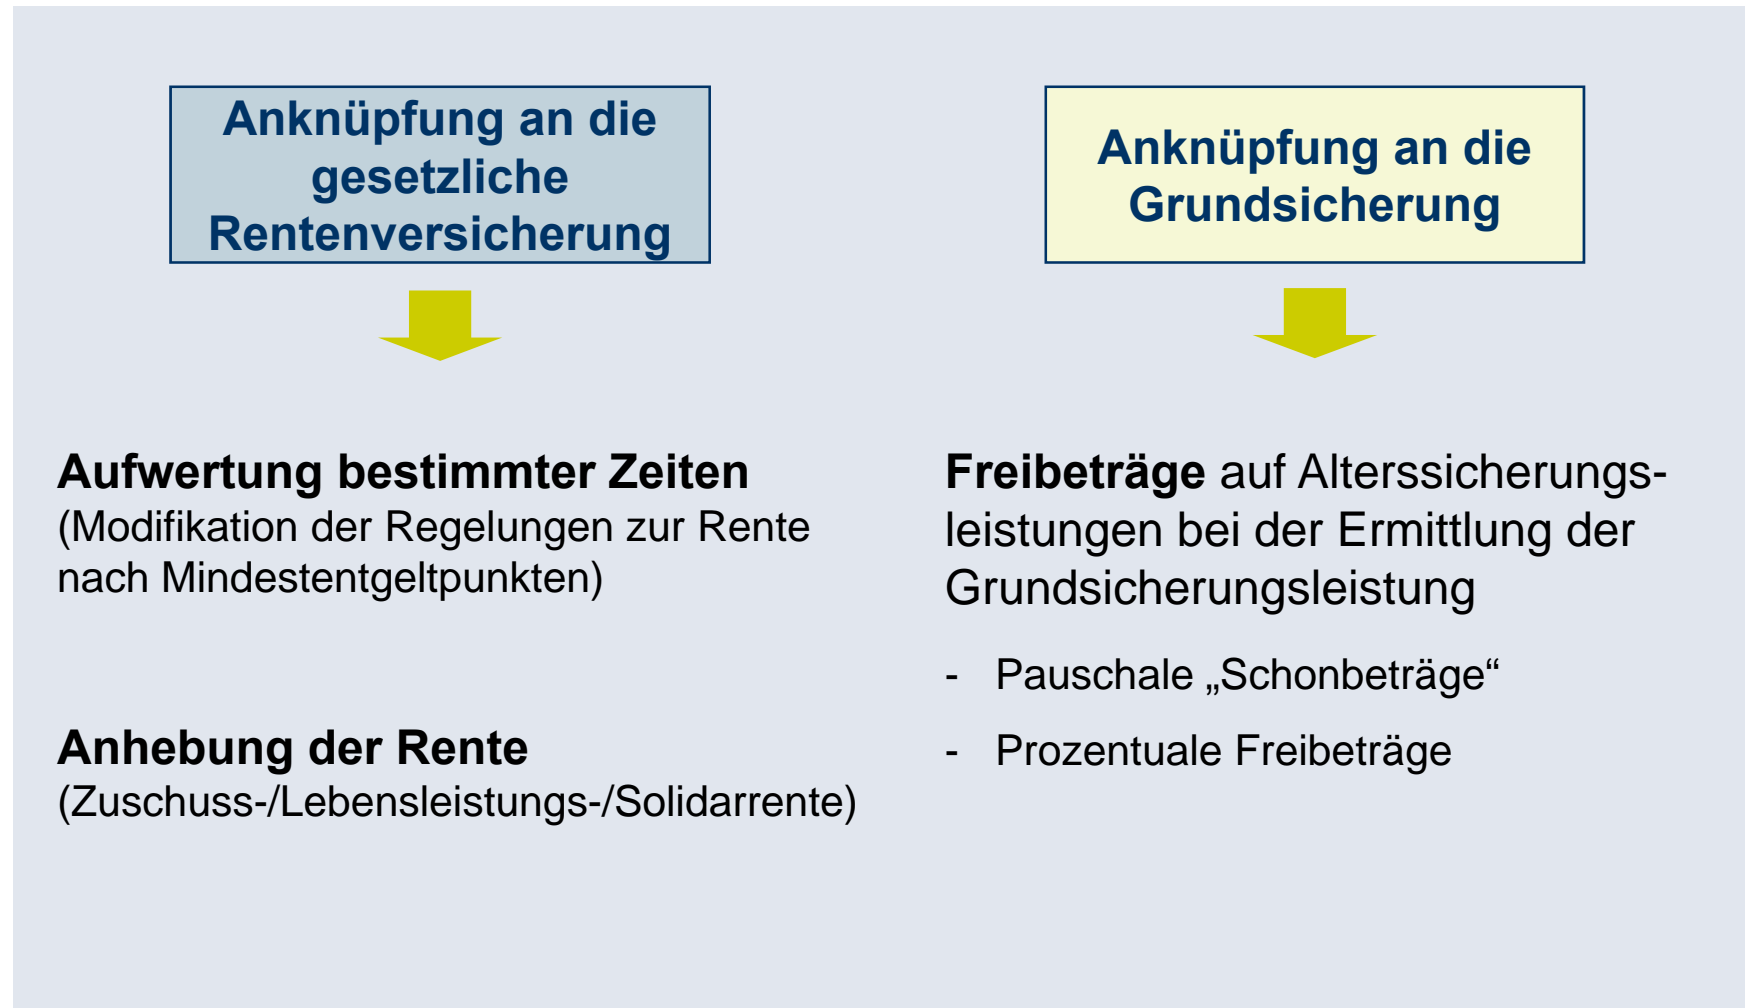 Anknüpfung an die
gesetzliche
Rentenversicherung
Aufwertung bestimmter Zeiten
(Modifikation der Regelungen zur Rente
nach Mindestentgeltpunkten)
Anhebung der Rente
(Zuschuss-/Lebensleistungs-/Solidarrente)
Anknüpfung an die
Grundsicherung
Freibeträge auf Alterssicherungs-
leistungen bei der Ermittlung der
Grundsicherungsleistung
- Pauschale „Schonbeträge“
- Prozentuale Freibeträge